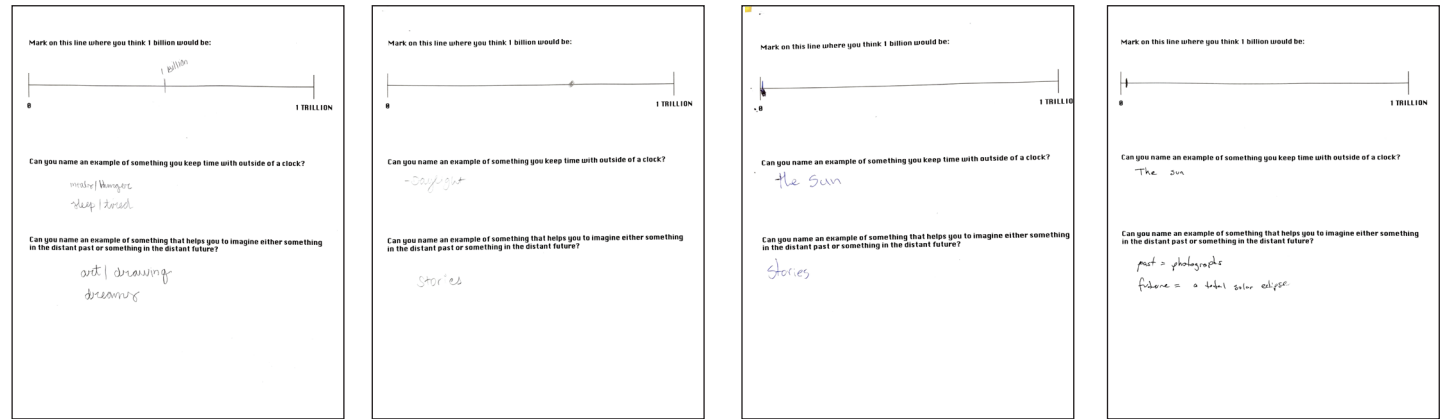 Mark on this line where you think 1 billion would be:
1 Billion
0
1 TRILLION
Can you name an example of something you keep time with outside of a clock?
meals/Hunger
sleep/tired
Can you name an example of something that helps you to imagine either something
in the distant past or something in the distant future?
art/drawing
dreams
Mark on this line where you think 1 billion would be:
0
1 TRILLION
Can you name an example of something you keep time with outside of a clock?
-Daylight
Can you name an example of something that helps you to imagine either something
in the distant past or something in the distant future?
Stories
Mark on this line where you think 1 billion would be:
0
1 TRILLION
Can you name an example of something you keep time with outside of a clock?
the Sun
Can you name an example of something that helps you to imagine either something
in the distant past or something in the distant future?
Stories
Mark on this line where you think 1 billion would be:
0
1 TRILLION
Can you name an example of something you keep time with outside of a clock?
The sun
Can you name an example of something that helps you to imagine either something
in the distant past or something in the distant future?
past = photographs
future = a total solar eclipse